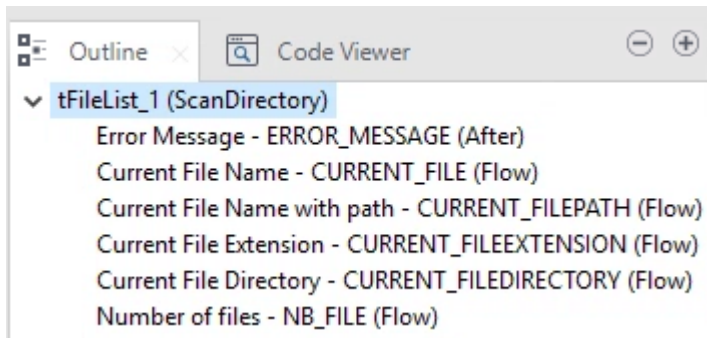 Outline Code Viewer
tFileList_1 (ScanDirectory)
Error Message - ERROR_MESSAGE (After)
Current File Name - CURRENT_FILE (Flow)
Current File Name with path - CURRENT_FILEPATH (Flow)
Current File Extension - CURRENT_FILEEXTENSION (Flow)
Current File Directory - CURRENT_FILEDIRECTORY (Flow)
Number of files - NB_FILE (Flow)